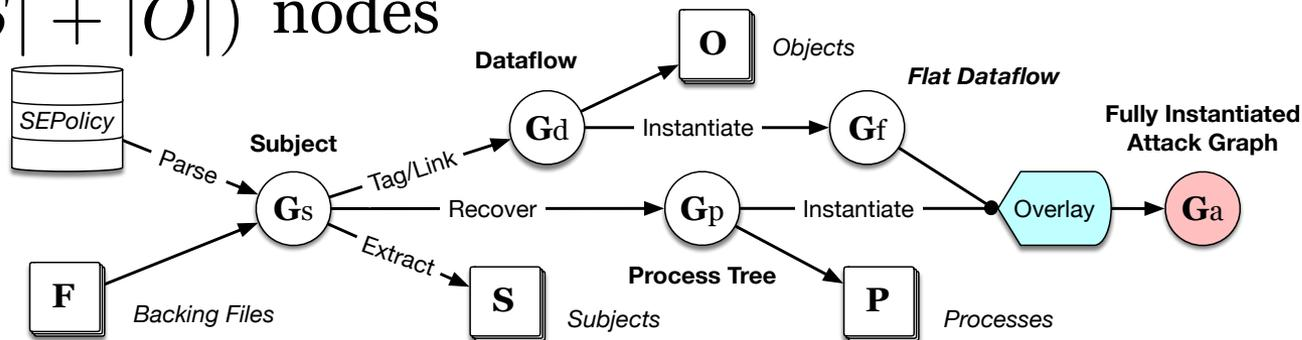 |+|O|) nodes
O
Objects
Dataflow
Flat Dataflow
SEPolicy
Gd
Instantiate
Gf
Fully Instantiated
Attack Graph
Subject
Parse
Tag/Link
Gs
Recover
Gp
Instantiate
Overlay
Ga
Extract
Process Tree
F
Backing Files
S
Subjects
P
Processes